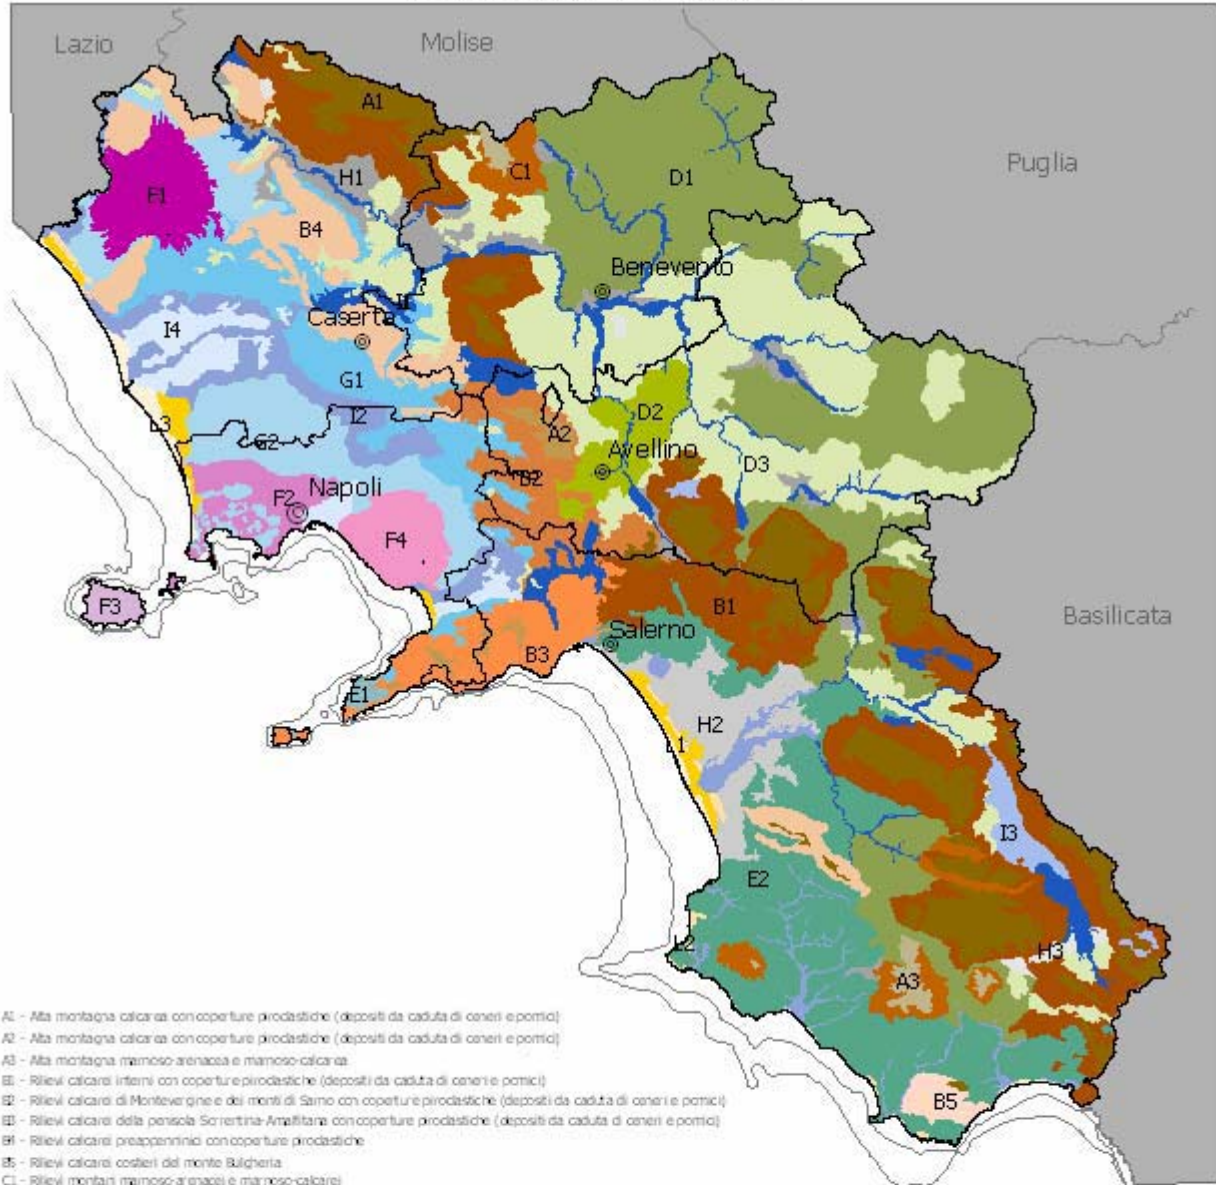 Lazio
Molise
A1
Puglia
C1
D1
H1
B4
Benevento
I1
Caserta
I4
G1
D2
I2
L3
A2
G2
Avellino
D3
B2
Napoli
F2
F4
F3
B1
Basilicata
Salerno
B3
E1
H2
L1
I3
E2
L2
H3
A3
B5
A1 - Alta montagna calcarea con coperture piroclastiche (depositi da caduta di ceneri e pomici)
A2 - Alta montagna calcarea con coperture piroclastiche (depositi da caduta di ceneri e pomici)
A3 - Alta montagna marnoso-arenacea e marnoso-calcarea
B1 - Rilievi calcarei interni con coperture piroclastiche (depositi da caduta di ceneri e pomici)
B2 - Rilievi calcarei di Montevergine e dei monti di Sarno con coperture piroclastiche (depositi da caduta di ceneri e pomici)
B3 - Rilievi calcarei della penisola Sorrentina-Amalfitana con coperture piroclastiche (depositi da caduta di ceneri e pomici)
B4 - Rilievi calcarei preappenninici con coperture piroclastiche
B5 - Rilievi calcarei costieri del monte Bulgheria
C1 - Rilievi montani marnoso-arenacei e marnoso-calcarei